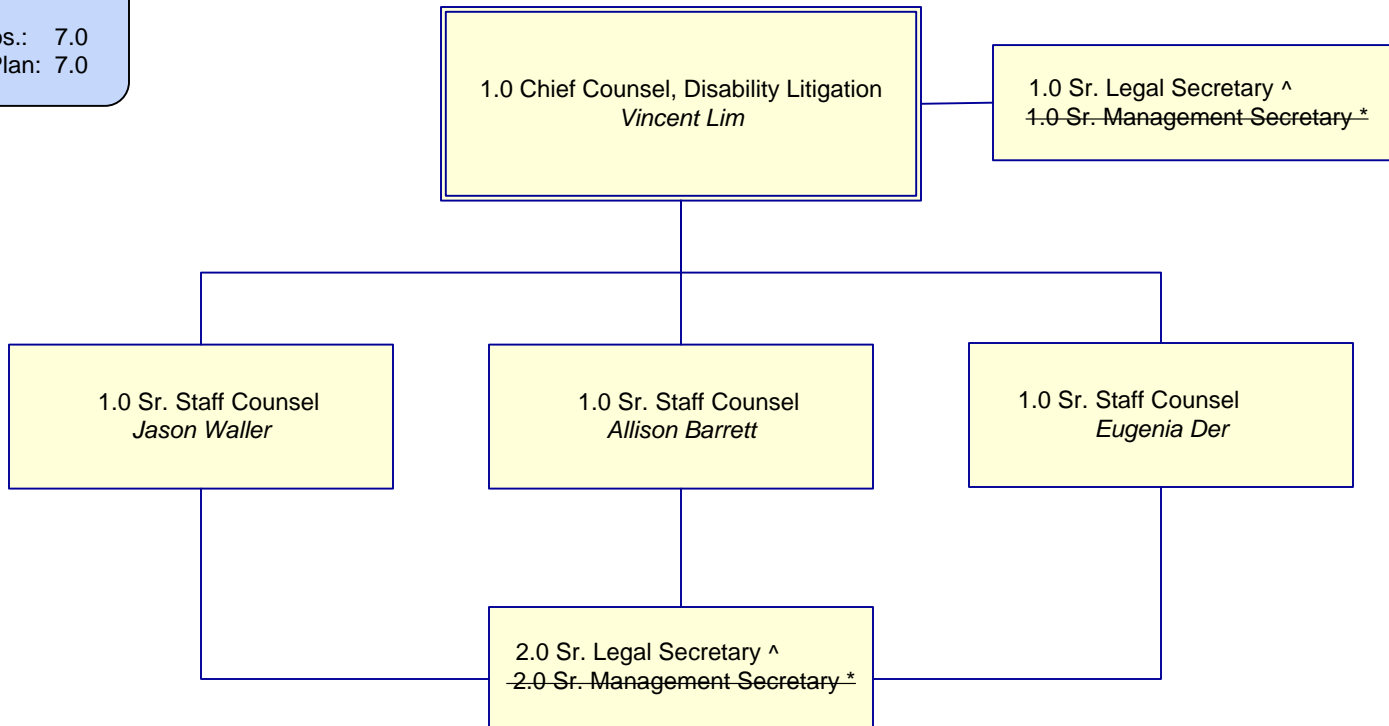 7.0
7.0
1.0 Chief Counsel, Disability Litigation
Vincent Lim
1.0 Sr. Legal Secretary ^
1.0 Sr. Management Secretary *
1.0 Sr. Staff Counsel
Jason Waller
1.0 Sr. Staff Counsel
Allison Barrett
1.0 Sr. Staff Counsel
Eugenia Der
2.0 Sr. Legal Secretary ^
2.0 Sr. Management Secretary *